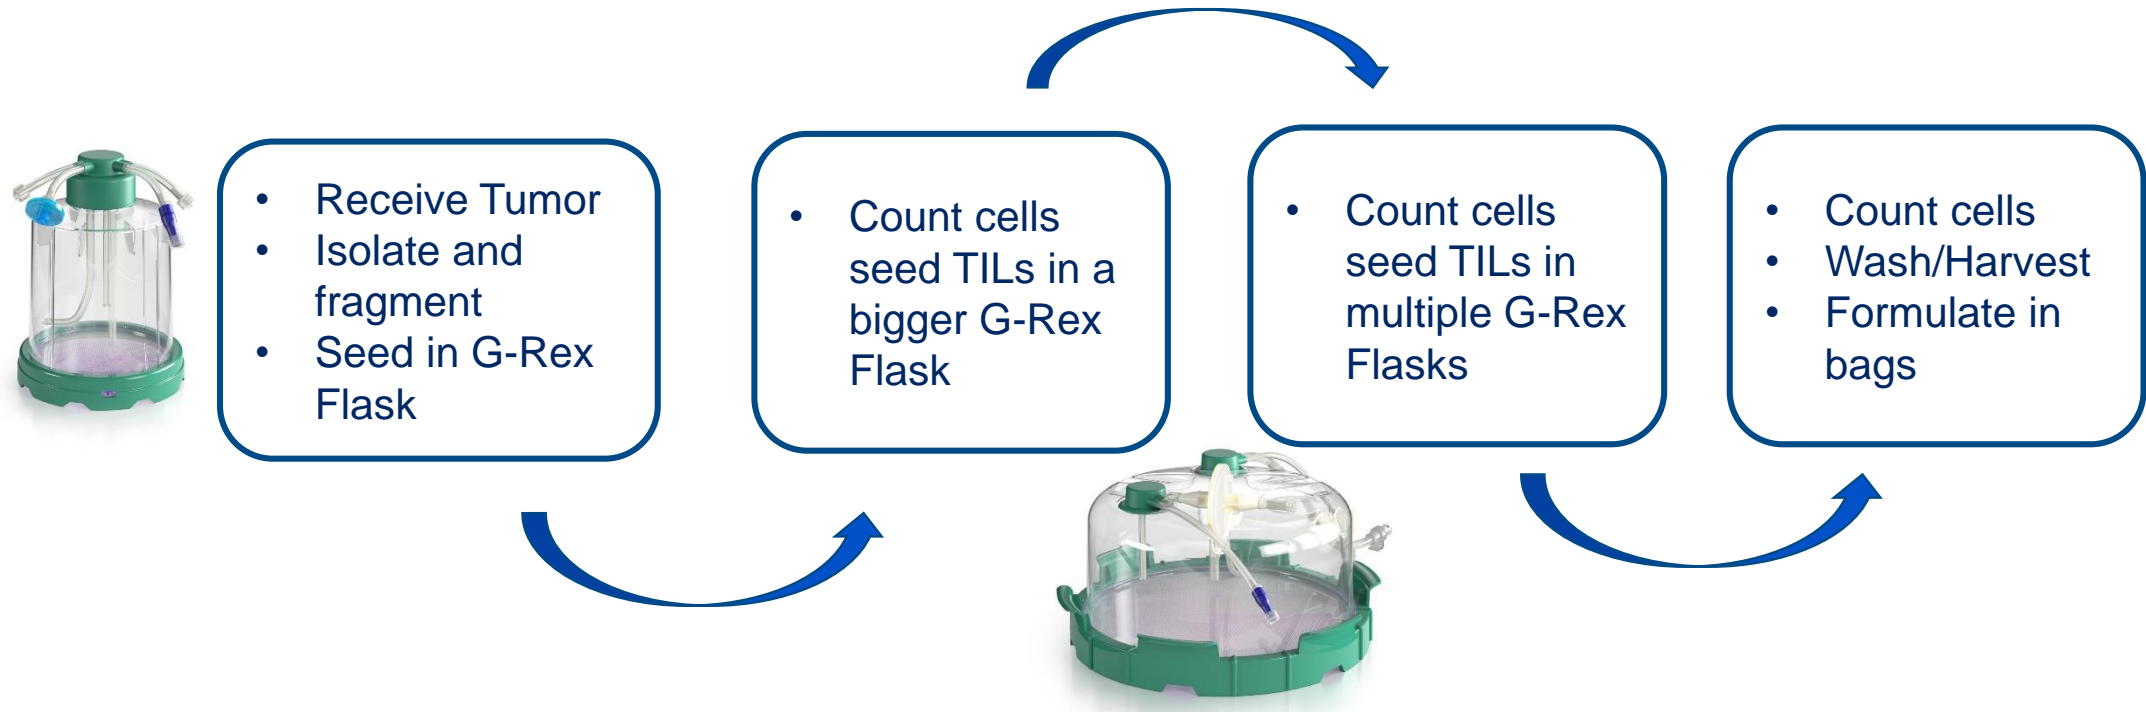 • Receive Tumor
• Isolate and
fragment
• Seed in G-Rex
Flask
• Count cells
seed TILs in a
bigger G-Rex
Flask
• Count cells
seed TILs in
multiple G-Rex
Flasks
• Count cells
• Wash/Harvest
• Formulate in
bags